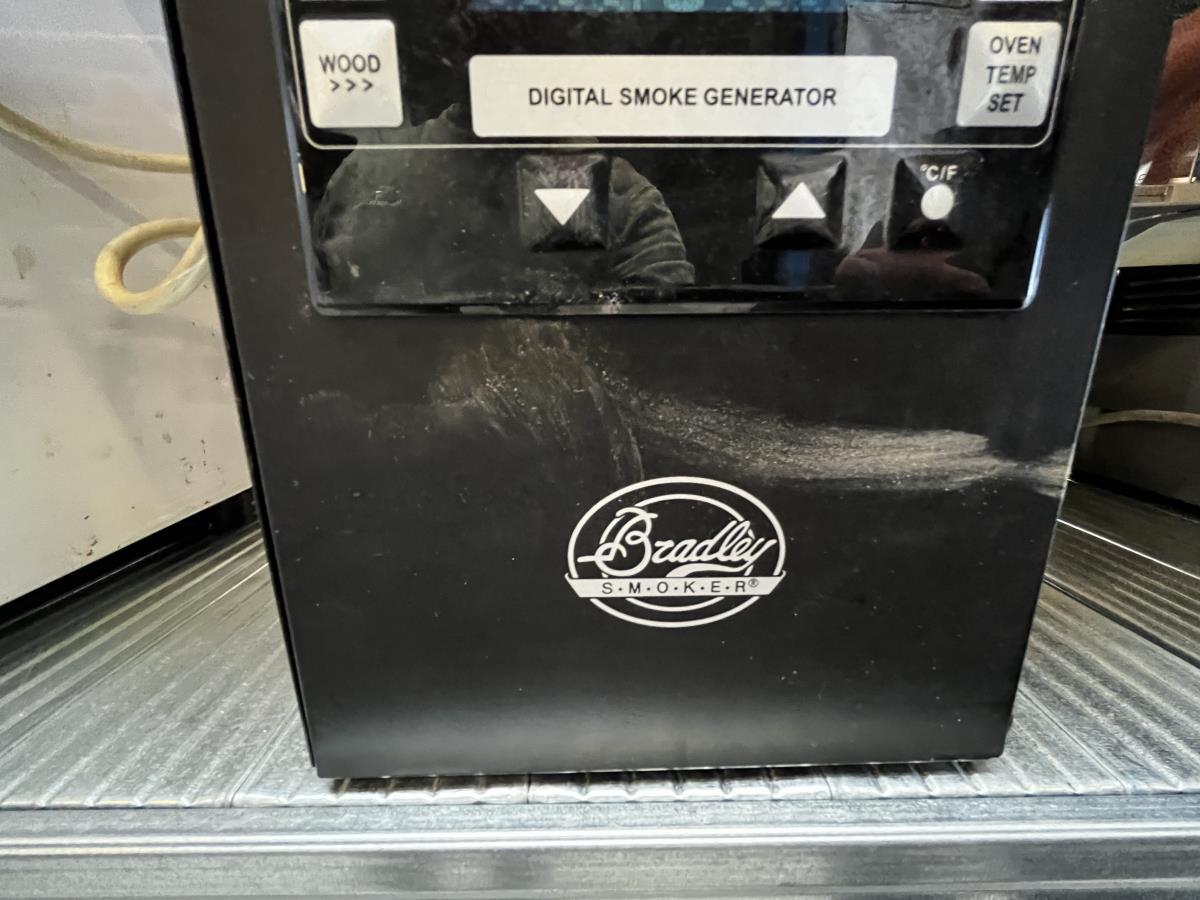 WOOD
>>>
DIGITAL SMOKE GENERATOR
OVEN
TEMP
SET
°C/F
Bradley
S·M·O·K·E·R®